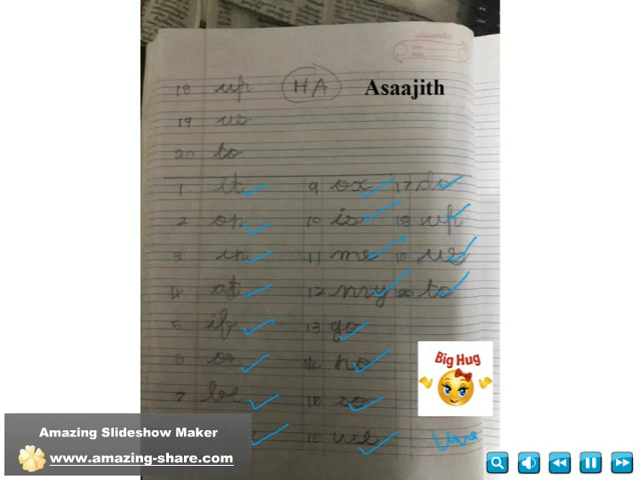 18 up HA Asaajith
19 us
20 to
1 it 9 ox 17 do
2 on 10 is 18 up
3 in 11 me 19 us
4 at 12 my 20 to
5 if 13 go
6 or 14 no
7 be 15 so
16 we
Big Hug
Amazing Slideshow Maker
www.amazing-share.com